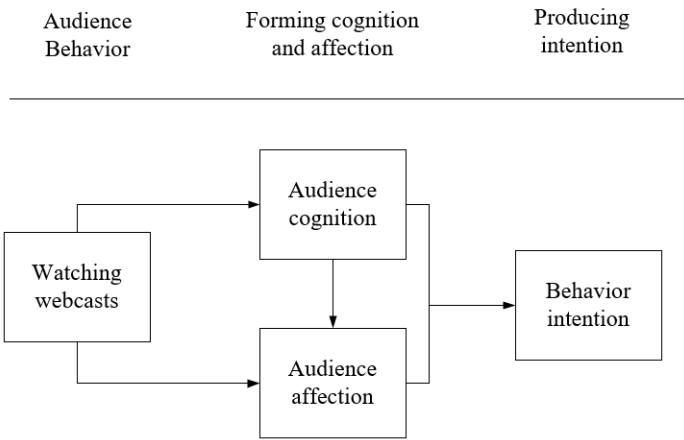 Audience
Behavior
Forming cognition
and affection
Producing
intention
Audience
cognition
Watching
webcasts
Behavior
intention
Audience
affection